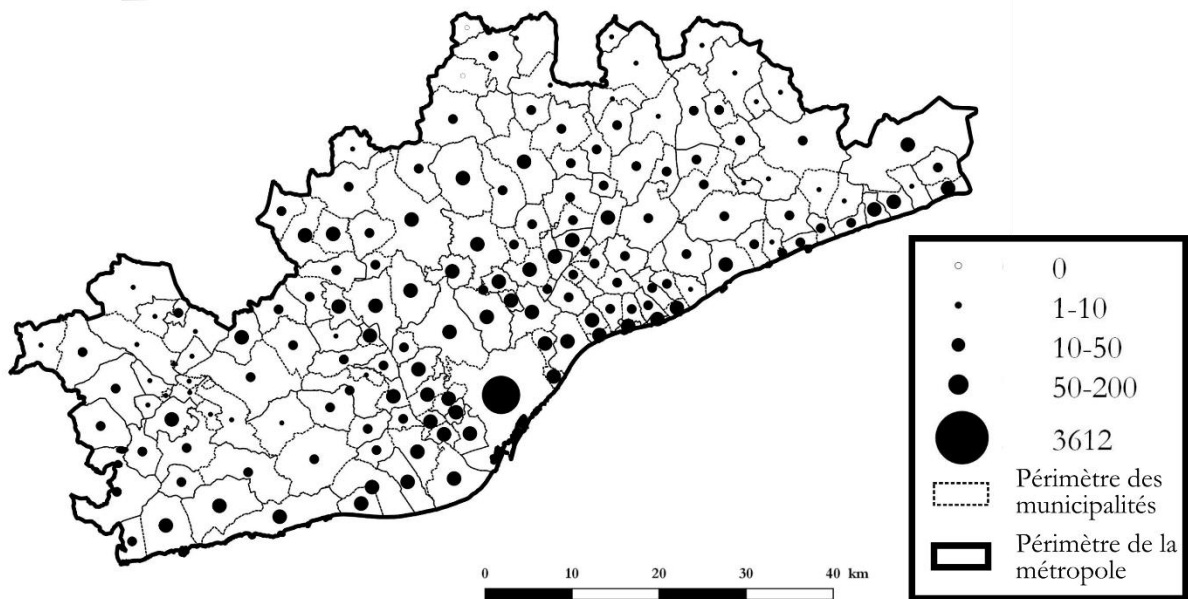 0
1-10
10-50
50-200
3612
Périmètre des
municipalités
Périmètre de la
métropole
0 10 20 30 40 km